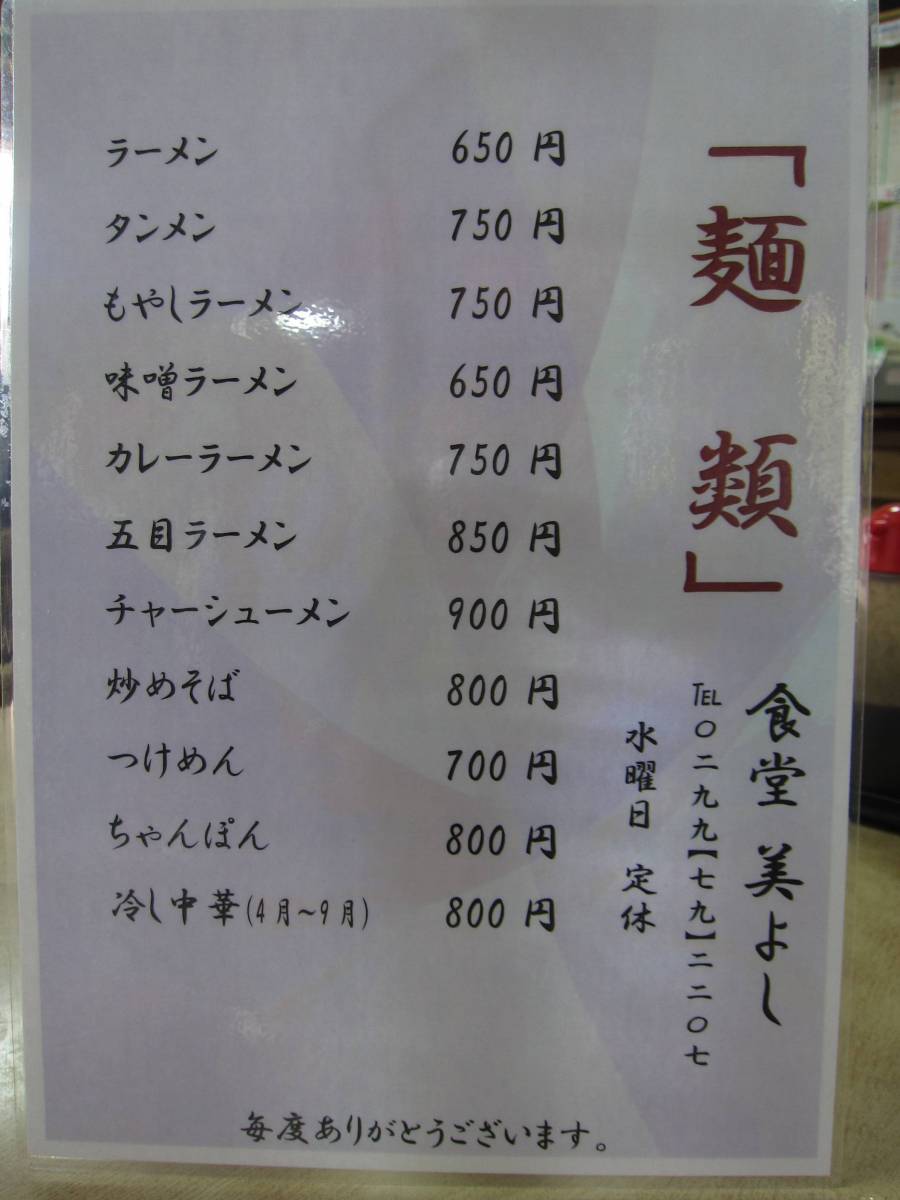 「麺類」
ラーメン 650 円
タンメン 750 円
もやしラーメン 750 円
味噌ラーメン 650 円
カレーラーメン 750 円
五目ラーメン 850 円
チャーシューメン 900 円
炒めそば 800 円
つけめん 700 円
ちゃんぽん 800 円
冷し中華(4月~9月) 800 円
食堂 美よし
℡〇二九九【七九】二二〇七
水曜日 定休
毎度ありがとうございます。